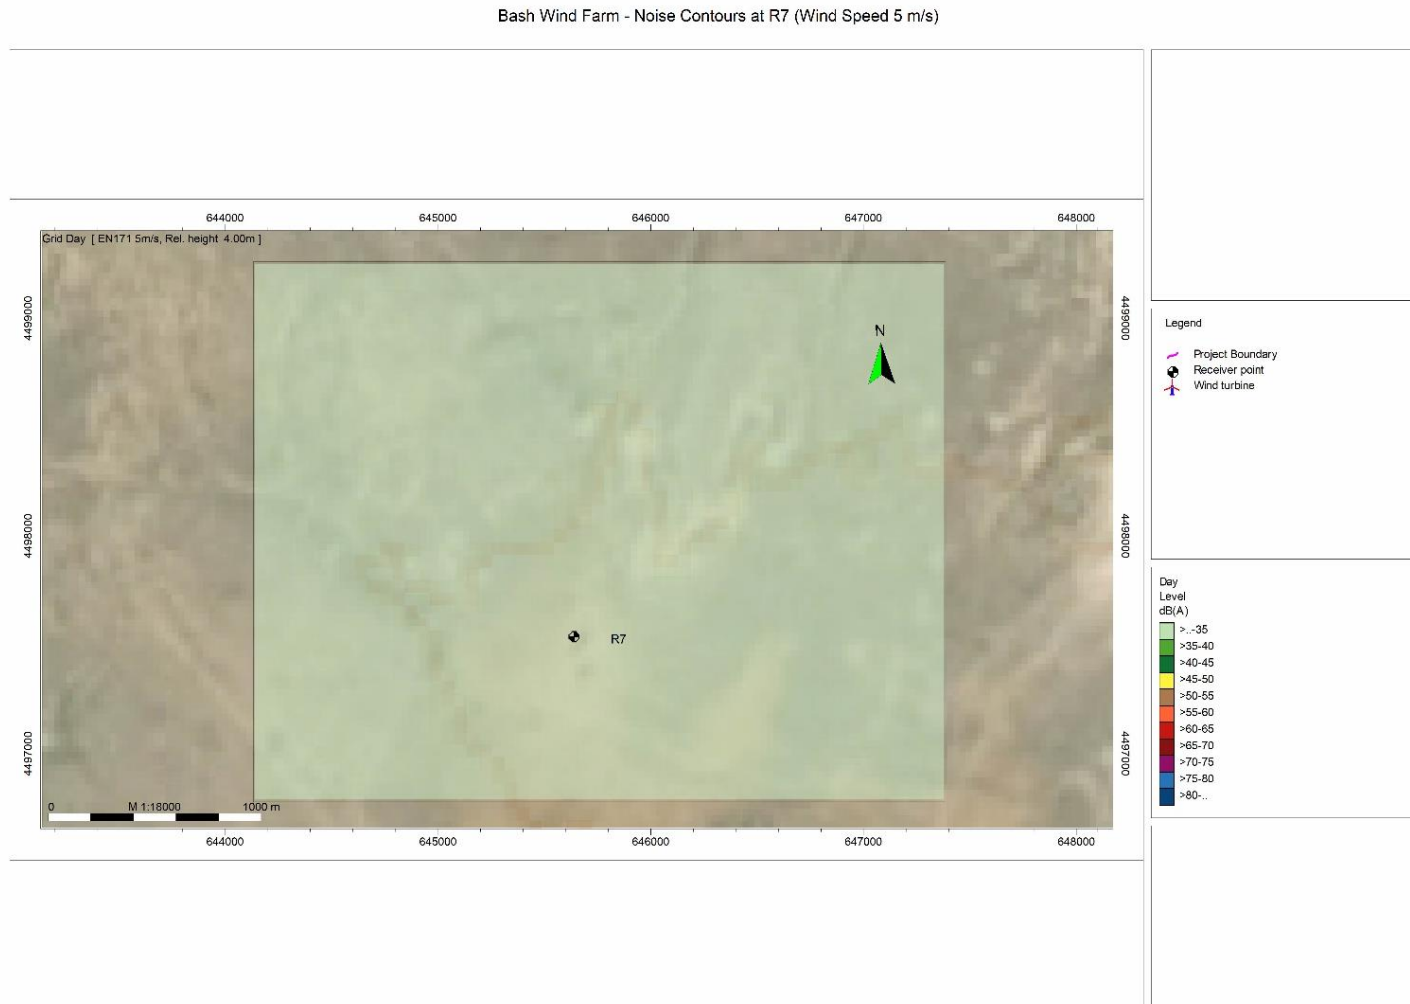 Bash Wind Farm - Noise Contours at R7 (Wind Speed 5 m/s)
644000 645000 646000 647000 648000
Grid Day [ EN171 5m/s, Rel. height 4.00m ]
4499000
4499000
N
4498000
4498000
R7
4497000
4497000
0 M 1:18000 1000 m
644000 645000 646000 647000 648000
Legend
Project Boundary
Receiver point
Wind turbine
Day
Level
dB(A)
>..-35
>35-40
>40-45
>45-50
>50-55
>55-60
>60-65
>65-70
>70-75
>75-80
>80-..